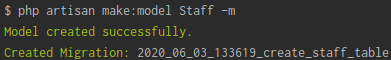 $ php artisan make:model Staff -m
Model created successfully.
Created Migration: 2020_06_03_133619_create_staff_table